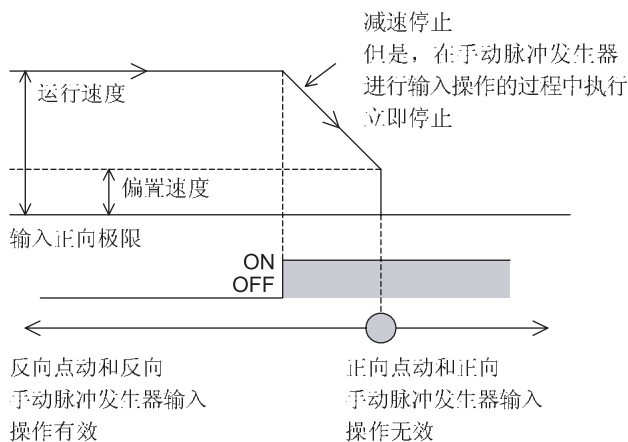 减速停止
但是，在手动脉冲发生器
进行输入操作的过程中执行
立即停止
运行速度
偏置速度
输入正向极限
ON
OFF
反向点动和反向
手动脉冲发生器输入
操作有效
正向点动和正向
手动脉冲发生器输入
操作无效